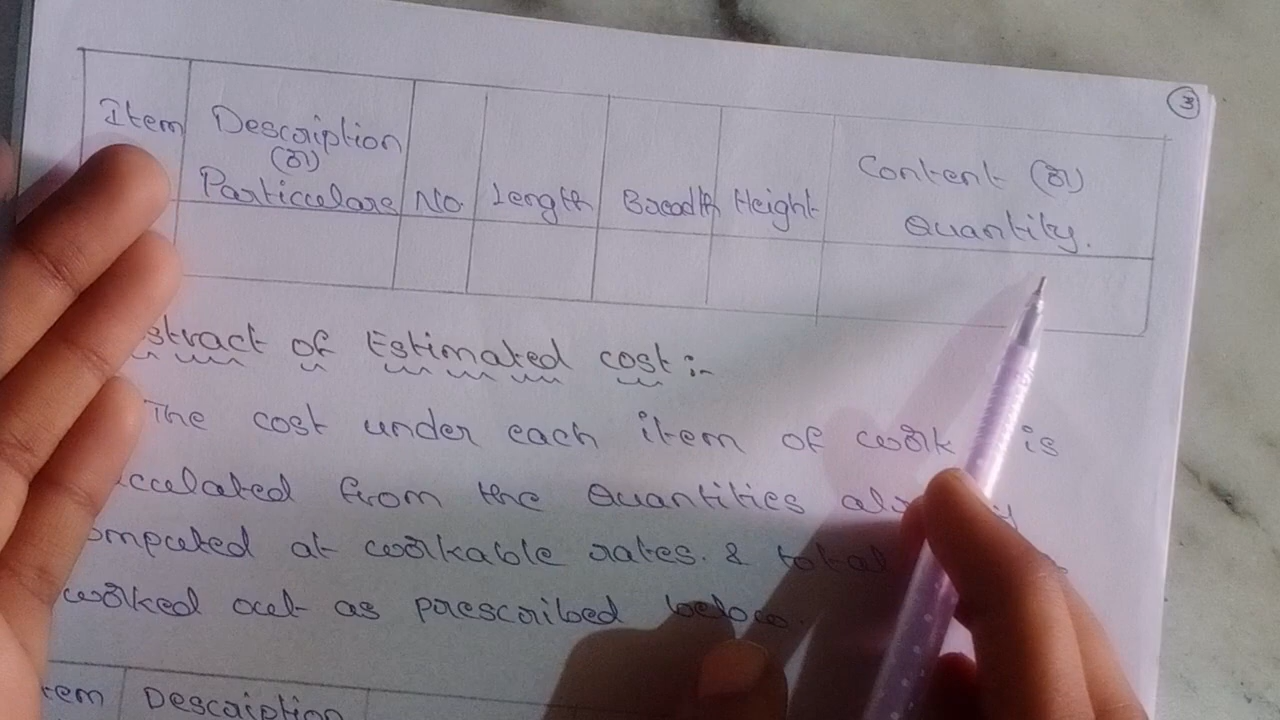 3
Item Description (or) Particulars No. Length Breadth Height Content (or) Quantity.
stract of Estimated cost:-
The cost under each item of work is
culated from the Quantities
omputed at workable rates. & total
worked out as prescribed below.
tem Description